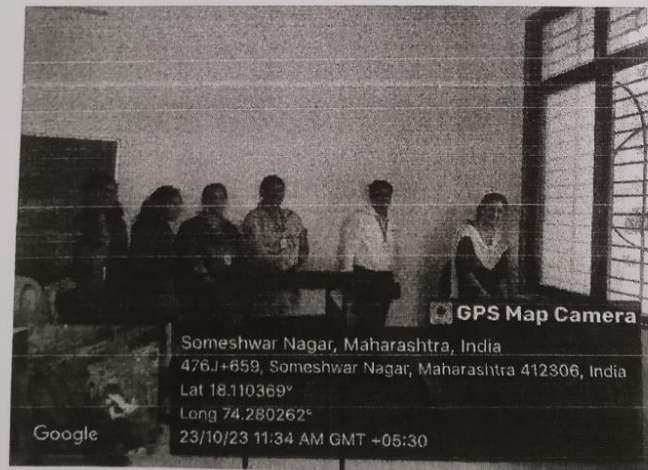 GPS Map Camera
Someshwar Nagar, Maharashtra, India
476J+659, Someshwar Nagar, Maharashtra 412306, India
Lat 18.110369°
Long 74.280262°
23/10/23 11:34 AM GMT +05:30
Google